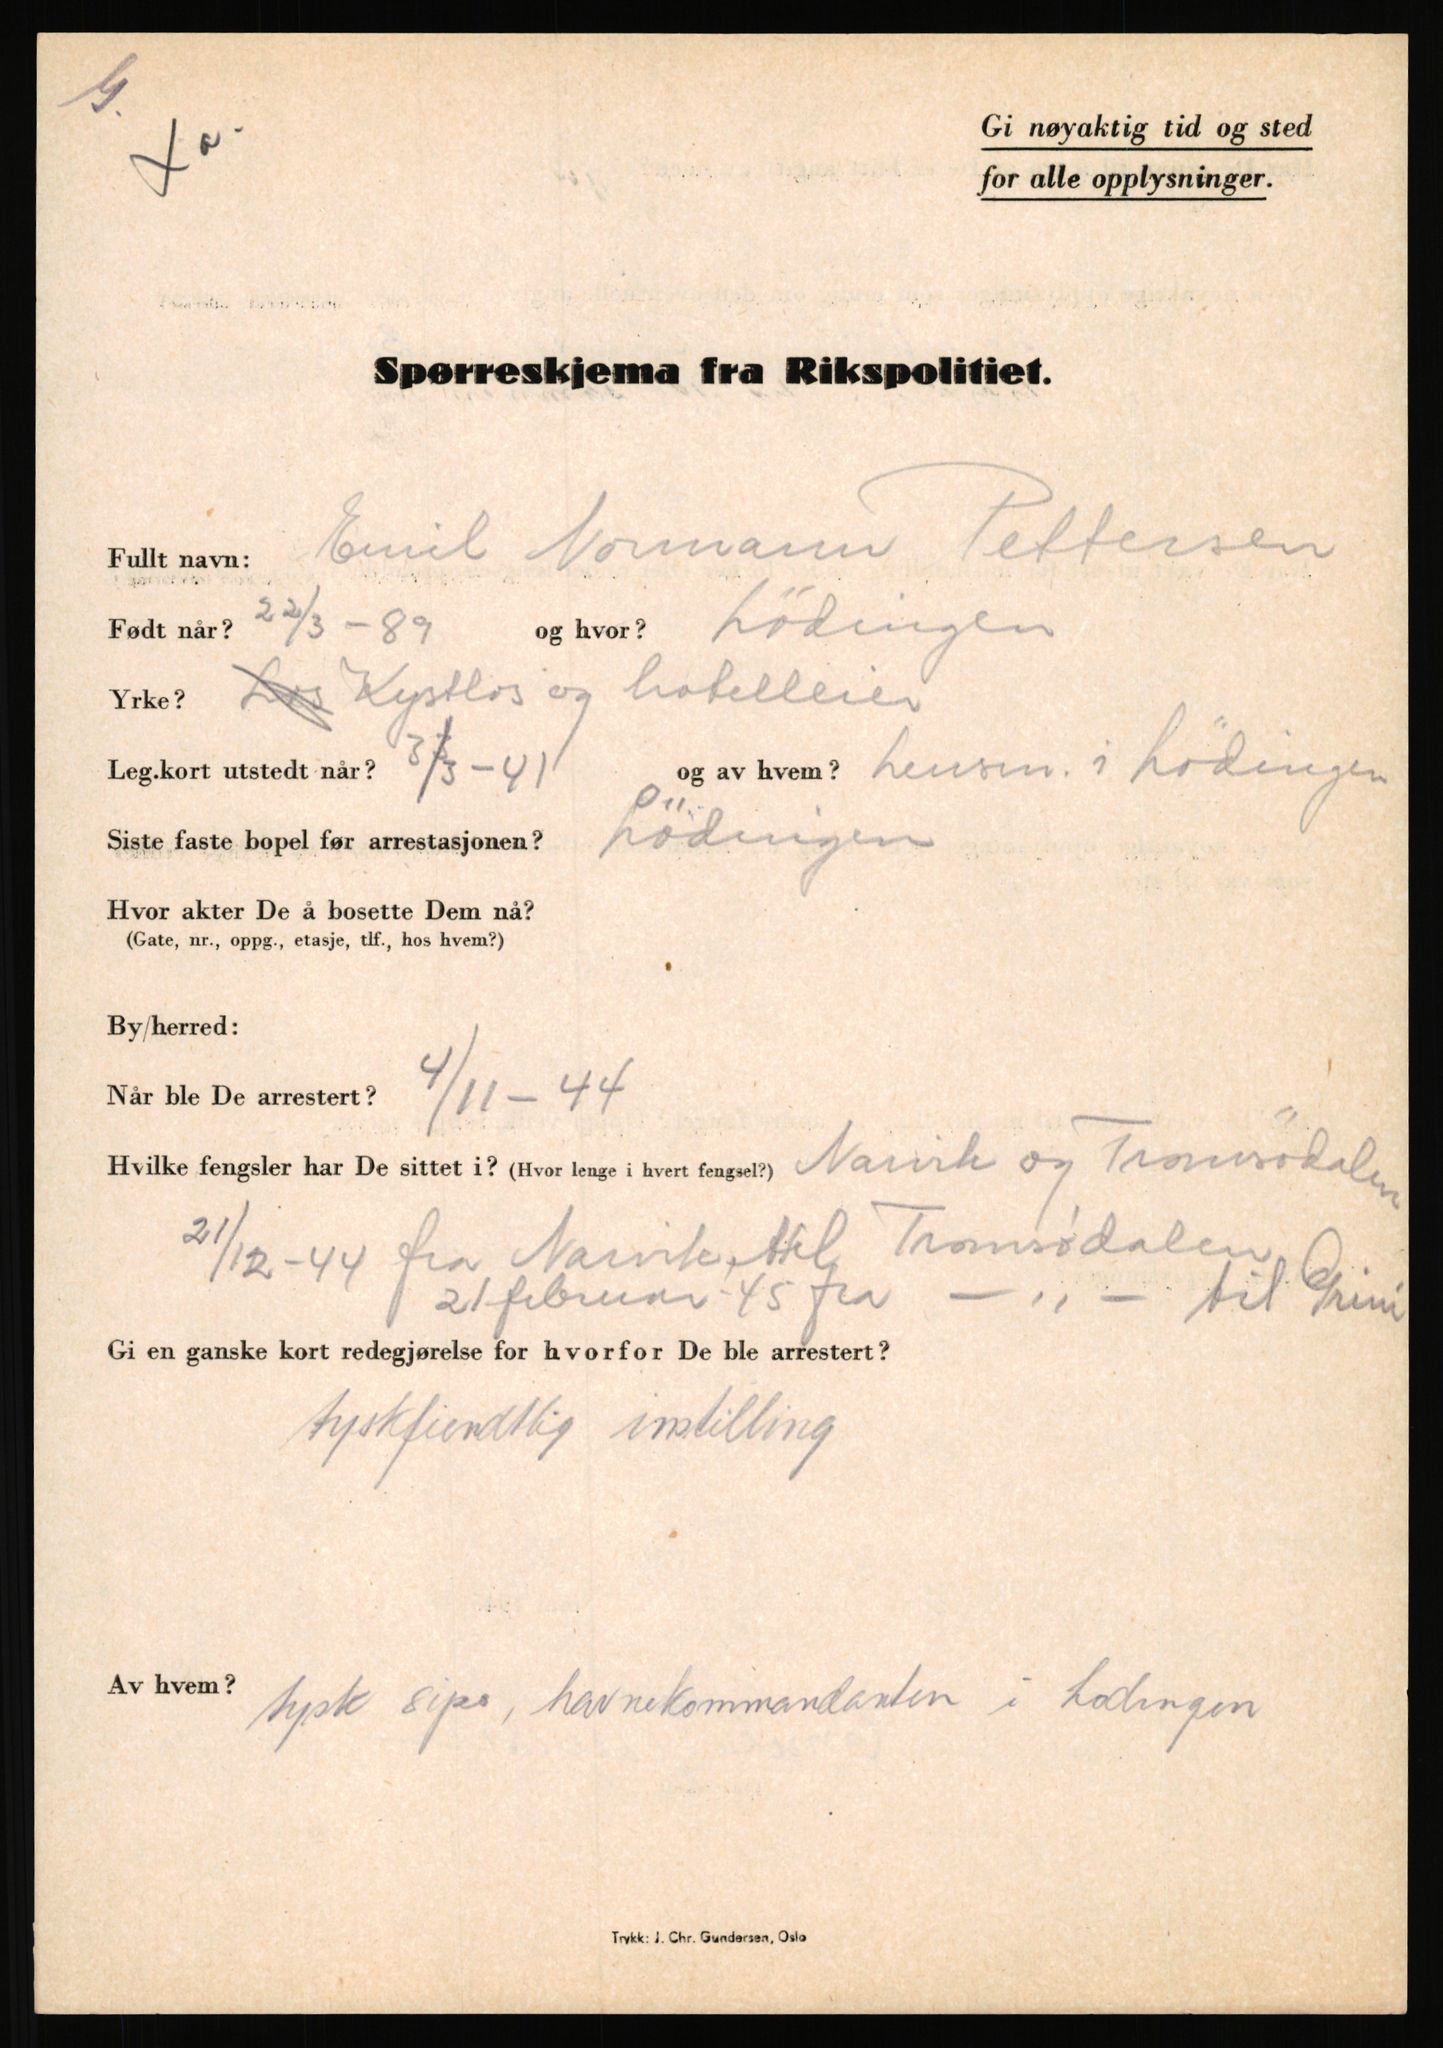 G.
Gi nøyaktig tid og sted
for alle opplysninger.
Spørreskjema fra Rikspolitiet.
Fullt navn: Emil Normann Pettersen
Født når? 22/3 - 89 og hvor? Lödingen
Yrke? Los Kystlos og hotelleier
Leg.kort utstedt når? 3/3 - 41 og av hvem? lensm. i Lödingen
Siste faste bopel før arrestasjonen? Lödingen
Hvor akter De å bosette Dem nå?
(Gate, nr., oppg., etasje, tlf., hos hvem?)
By/herred:
Når ble De arrestert? 4/11 - 44
Hvilke fengsler har De sittet i? (Hvor lenge i hvert fengsel?) Narvik og Tromsödalen
21/12 - 44 fra Narvik til Tromsødalen
21 februar - 45 fra — ,, — til Grini
Gi en ganske kort redegjørelse for hvorfor De ble arrestert?
tyskfiendtlig instilling
Av hvem? tysk sipo, havnekommandanten i Lodingen
Trykk: J. Chr. Gundersen, Oslo